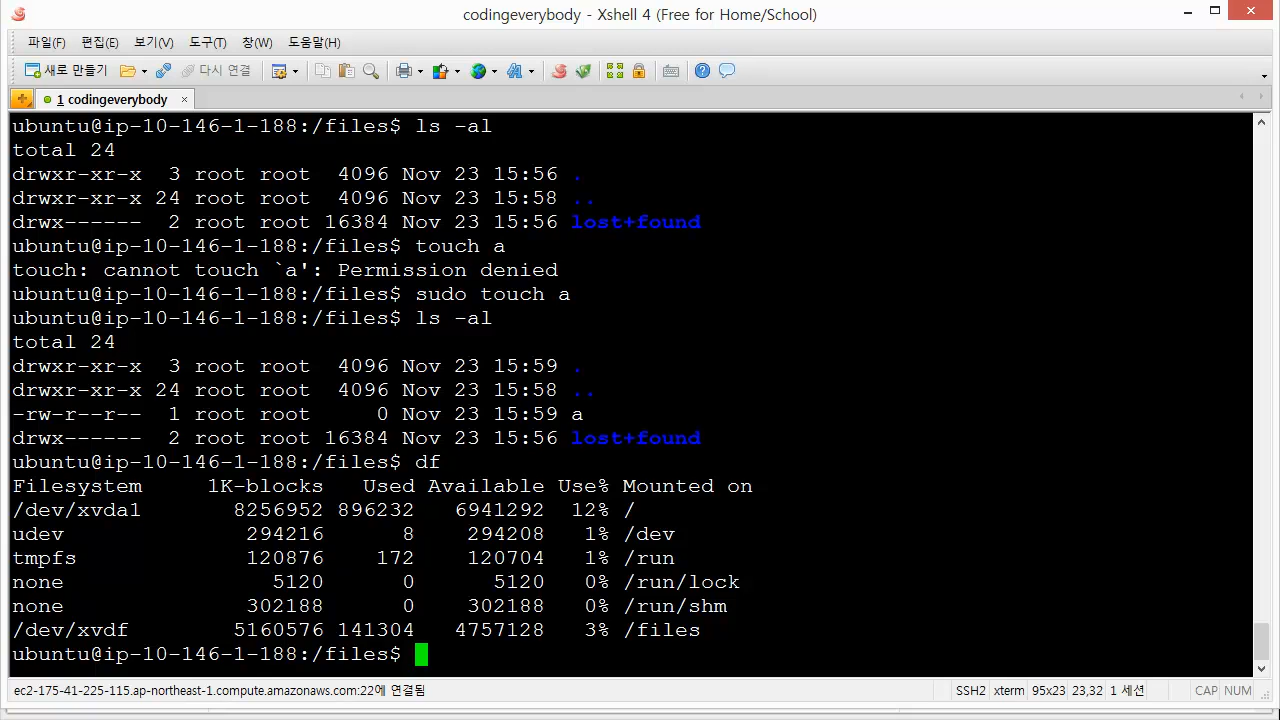 codingeverybody - Xshell 4 (Free for Home/School)
파일(F) 편집(E) 보기(V) 도구(T) 창(W) 도움말(H)
새로 만들기 다시 연결
1 codingeverybody
ubuntu@ip-10-146-1-188:/files$ ls -al
total 24
drwxr-xr-x  3 root root  4096 Nov 23 15:56 .
drwxr-xr-x 24 root root  4096 Nov 23 15:58 ..
drwx------  2 root root 16384 Nov 23 15:56 lost+found
ubuntu@ip-10-146-1-188:/files$ touch a
touch: cannot touch `a': Permission denied
ubuntu@ip-10-146-1-188:/files$ sudo touch a
ubuntu@ip-10-146-1-188:/files$ ls -al
total 24
drwxr-xr-x  3 root root  4096 Nov 23 15:59 .
drwxr-xr-x 24 root root  4096 Nov 23 15:58 ..
-rw-r--r--  1 root root     0 Nov 23 15:59 a
drwx------  2 root root 16384 Nov 23 15:56 lost+found
ubuntu@ip-10-146-1-188:/files$ df
Filesystem     1K-blocks   Used Available Use% Mounted on
/dev/xvda1       8256952 896232   6941292  12% /
udev              294216      8    294208   1% /dev
tmpfs             120876    172    120704   1% /run
none                5120      0      5120   0% /run/lock
none              302188      0    302188   0% /run/shm
/dev/xvdf        5160576 141304   4757128   3% /files
ubuntu@ip-10-146-1-188:/files$
ec2-175-41-225-115.ap-northeast-1.compute.amazonaws.com:22에 연결됨 SSH2 xterm 95x23 23,32 1 세션 CAP NUM